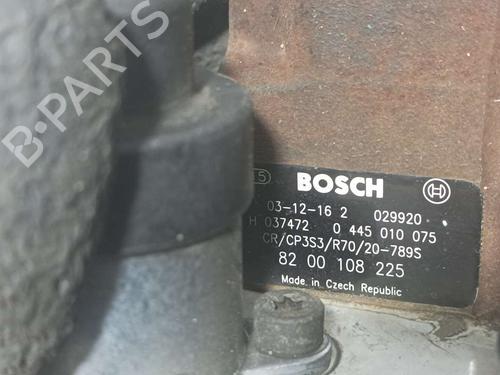 B-PARTS
BOSCH
03-12-16 2 029920
H 037472 0 445 010 075
CR/CP3S3/R70/20-789S
82 00 108 225
Made in Czech Republic